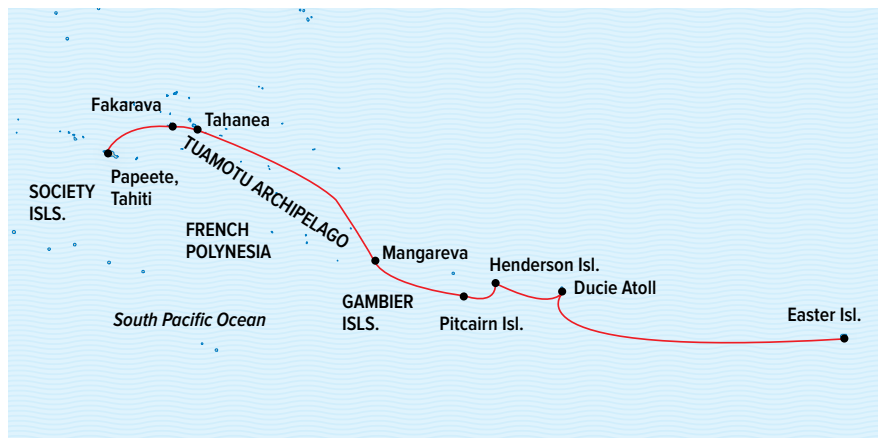 Fakarava
Tahanea
TUAMOTU ARCHIPELAGO
Papeete,
Tahiti
SOCIETY
ISLS.
FRENCH
POLYNESIA
Mangareva
Henderson Isl.
Ducie Atoll
GAMBIER
ISLS.
Pitcairn Isl.
Easter Isl.
South Pacific Ocean